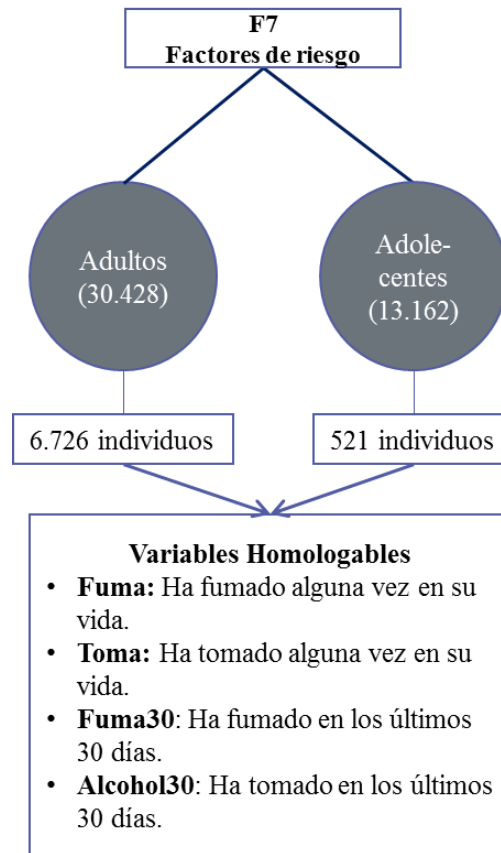 F7
Factores de riesgo
Adultos
(30.428)
Adole-
centes
(13.162)
6.726 individuos
521 individuos
Variables Homologables
• Fuma: Ha fumado alguna vez en su
vida.
• Toma: Ha tomado alguna vez en su
vida.
• Fuma30: Ha fumado en los últimos
30 días.
• Alcohol30: Ha tomado en los últimos
30 días.